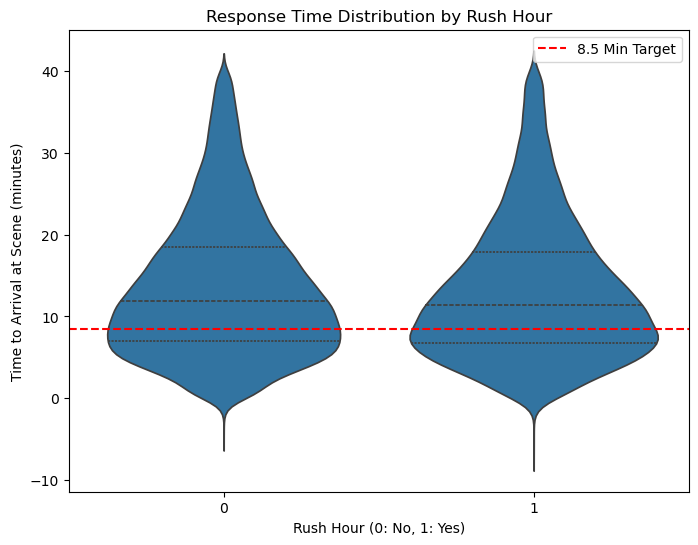 Response Time Distribution by Rush Hour
8.5 Min Target
40
30
20
10
0
−10
Time to Arrival at Scene (minutes)
0
1
Rush Hour (0: No, 1: Yes)